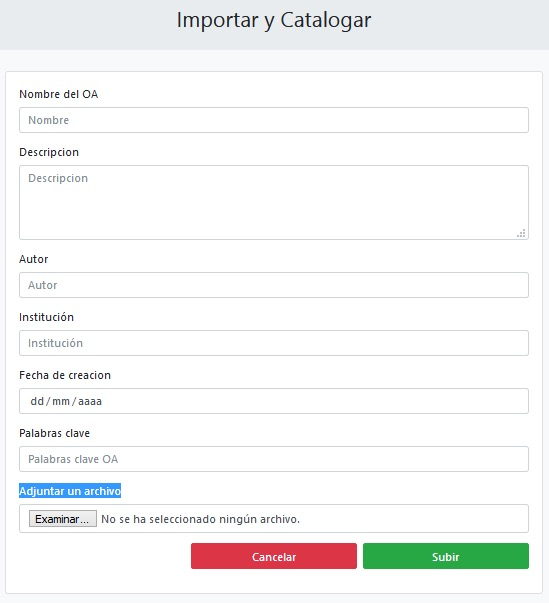 Importar y Catalogar
Nombre del OA
Nombre
Descripcion
Descripcion
Autor
Autor
Institución
Institución
Fecha de creacion
dd/mm/aaaa
Palabras clave
Palabras clave OA
Adjuntar un archivo
Examinar... No se ha seleccionado ningún archivo.
Cancelar Subir